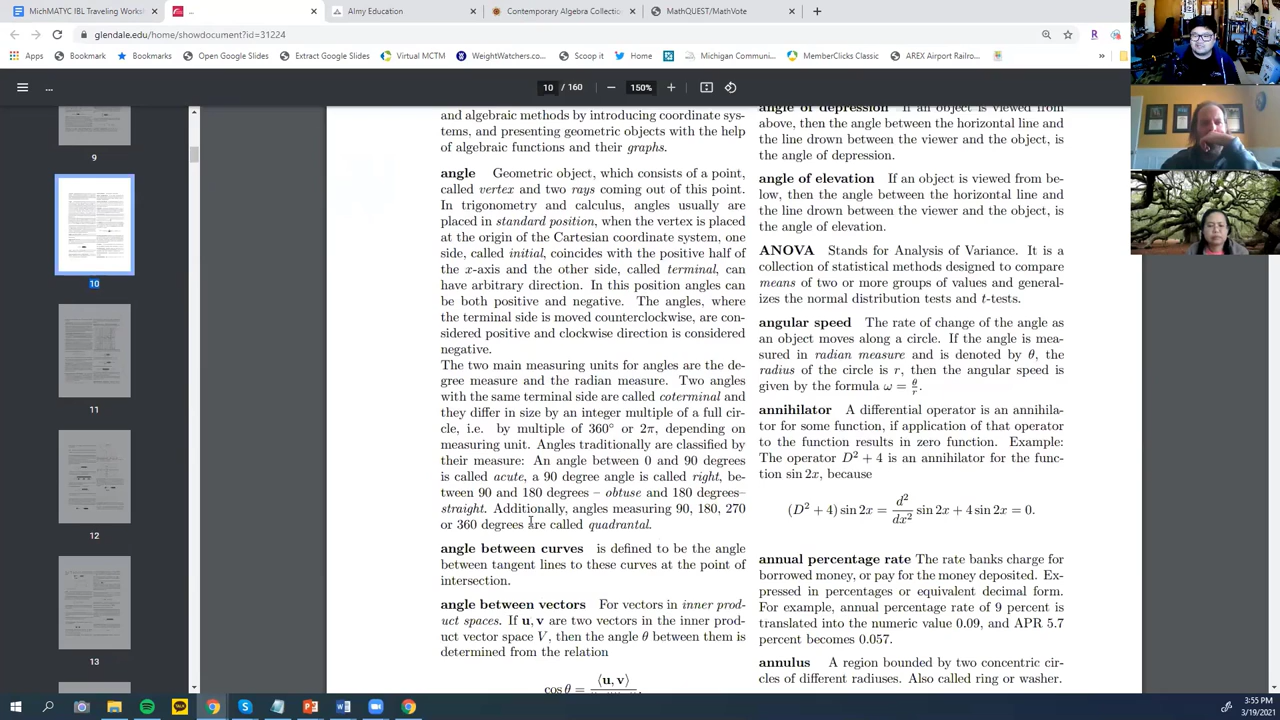 MichMATYC IBL Traveling Works
...
Almy Education
Contemporary Algebra Collectio
MathQUEST/MathVote
glendale.edu/home/showdocument?id=31224
Apps
Bookmark
Bookmarks
Open Google Slides
Extract Google Slides
Virtual MCTM
WeightWatchers.com...
Scoop it
Home
Michigan Communi...
MemberClicks Classic
AREX Airport Railro...
»
...
10 / 160
150%
9
10
11
12
13
and algebraic methods by introducing coordinate sys-
tems, and presenting geometric objects with the help
of algebraic functions and their graphs.
angle Geometric object, which consists of a point,
called vertex and two rays coming out of this point.
In trigonometry and calculus, angles usually are
placed in standard position, when the vertex is placed
at the origin of the Cartesian coordinate system, one
side, called initial, coincides with the positive half of
the x-axis and the other side, called terminal, can
have arbitrary direction. In this position angles can
be both positive and negative. The angles, where
the terminal side is moved counterclockwise, are con-
sidered positive and clockwise direction is considered
negative.
The two main measuring units for angles are the de-
gree measure and the radian measure. Two angles
with the same terminal side are called coterminal and
they differ in size by an integer multiple of a full cir-
cle, i.e. by multiple of 360° or 2π, depending on
measuring unit. Angles traditionally are classified by
their measure: An angle between 0 and 90 degrees
is called acute, a 90 degree angle is called right, be-
tween 90 and 180 degrees – obtuse and 180 degrees–
straight. Additionally, angles measuring 90, 180, 270
or 360 degrees are called quadrantal.
angle between curves is defined to be the angle
between tangent lines to these curves at the point of
intersection.
angle between vectors For vectors in inner prod-
uct spaces. If u, v are two vectors in the inner prod-
uct vector space V, then the angle θ between them is
determined from the relation
cos θ = ⟨u, v⟩
angle of depression If an object is viewed from
above, then the angle between the horizontal line and
the line drown between the viewer and the object, is
the angle of depression.
angle of elevation If an object is viewed from be-
low, then the angle between the horizontal line and
the line drown between the viewer and the object, is
the angle of elevation.
ANOVA Stands for Analysis of Variance. It is a
collection of statistical methods designed to compare
means of two or more groups of values and general-
izes the normal distribution tests and t-tests.
angular speed The rate of change of the angle as
an object moves along a circle. If the angle is mea-
sured in radian measure and is denoted by θ, the
radius of the circle is r, then the angular speed is
given by the formula ω = θ/r.
annihilator A differential operator is an annihila-
tor for some function, if application of that operator
to the function results in zero function. Example:
The operator D² + 4 is an annihilator for the func-
tion sin 2x, because
(D² + 4) sin 2x = d²/dx² sin 2x + 4 sin 2x = 0.
annual percentage rate The rate banks charge for
borrowed money, or pay for the money deposited. Ex-
pressed in percentages or equivalent decimal form.
For example, annual percentage rate of 9 percent is
translated into the numeric value 0.09, and APR 5.7
percent becomes 0.057.
annulus A region bounded by two concentric cir-
cles of different radiuses. Also called ring or washer.
3:55 PM
3/19/2021